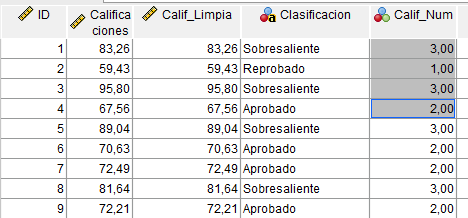 ID Califica ciones Calif_Limpia Clasificacion Calif_Num
1 83,26 83,26 Sobresaliente 3,00
2 59,43 59,43 Reprobado 1,00
3 95,80 95,80 Sobresaliente 3,00
4 67,56 67,56 Aprobado 2,00
5 89,04 89,04 Sobresaliente 3,00
6 70,63 70,63 Aprobado 2,00
7 72,49 72,49 Aprobado 2,00
8 81,64 81,64 Sobresaliente 3,00
9 72,21 72,21 Aprobado 2,00